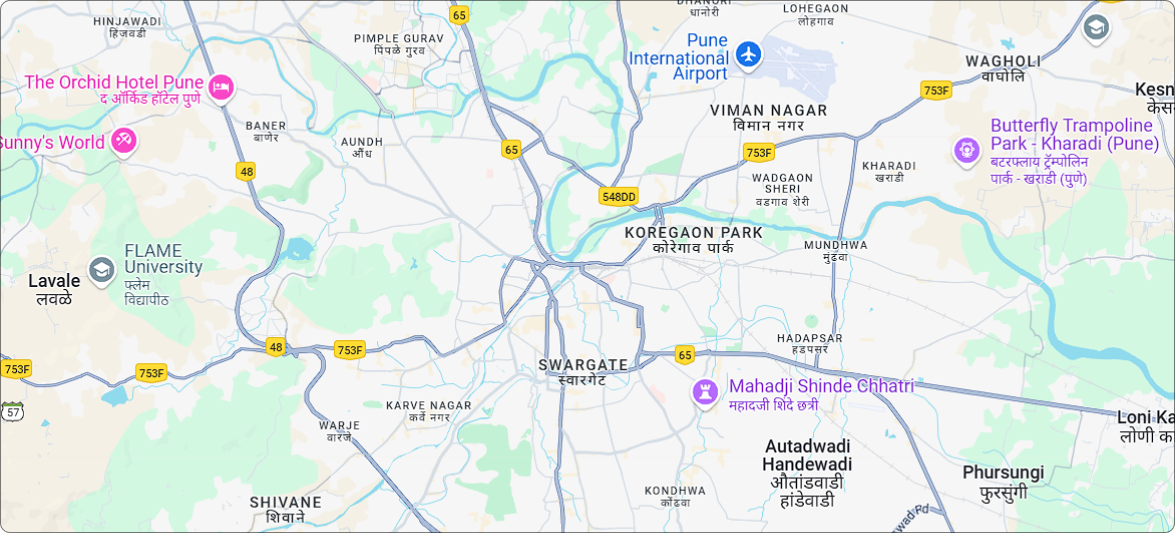 DHANORI
धानोरी
LOHEGAON
लोहगाव
65
HINJAWADI
हिंजवडी
PIMPLE GURAV
पिंपळे गुरव
Pune
International
Airport
WAGHOLI
वाघोलि
The Orchid Hotel Pune
द ऑर्किड हॉटेल पुणे
753F
Kesn
केस
VIMAN NAGAR
विमान नगर
BANER
बाणेर
Sunny's World
AUNDH
औंध
65
753F
Butterfly Trampoline
Park - Kharadi (Pune)
बटरफ्लाय ट्रॅम्पोलिन
पार्क - खराडी (पुणे)
48
KHARADI
खराडी
WADGAON
SHERI
वडगाव शेरी
548DD
KOREGAON PARK
कोरेगाव पार्क
MUNDHWA
मुंढवा
FLAME
University
फ्लेम
विद्यापीठ
Lavale
लवळे
48
753F
HADAPSAR
हडपसर
65
753F
753F
SWARGATE
स्वारगेट
Mahadji Shinde Chhatri
महादजी शिंदे छत्री
57
KARVE NAGAR
कर्वे नगर
WARJE
वारजे
Loni Ka
लोणी का
Autadwadi
Handewadi
औतांडवाडी
हांडेवाडी
Phursungi
फुरसुंगी
SHIVANE
शिवाने
KONDHWA
कोंढवा
wad Rd